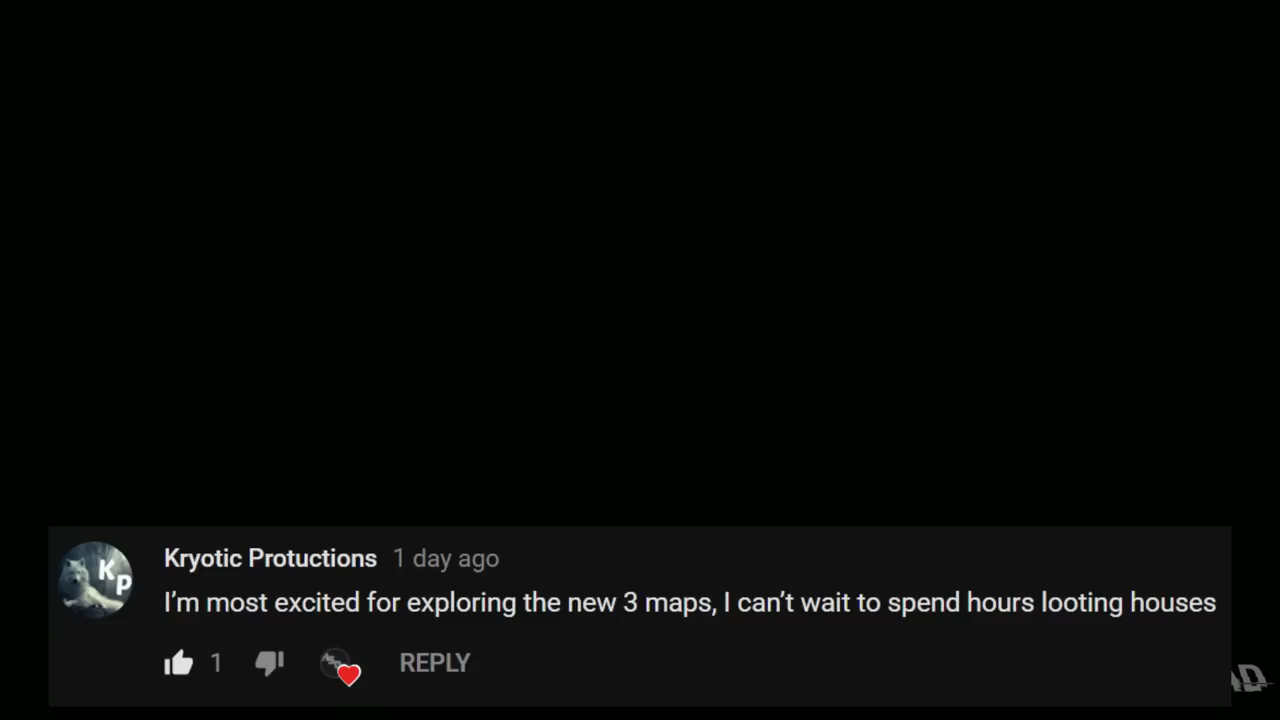 Kryotic Protuctions 1 day ago
I'm most excited for exploring the new 3 maps, I can't wait to spend hours looting houses
1 REPLY
KP